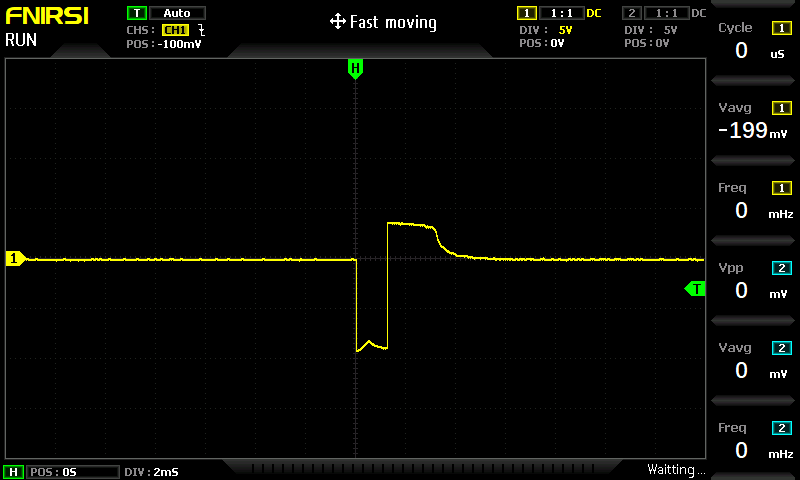 FNIRSI
RUN
T Auto
CHS: CH1
POS: -100mV
Fast moving
1 1:1 DC
DIV: 5V
POS: 0V
2 1:1 DC
DIV: 5V
POS: 0V
H
1
T
Cycle 1
0 uS
Vavg 1
-199 mV
Freq 1
0 mHz
Vpp 2
0 mV
Vavg 2
0 mV
Freq 2
0 mHz
H POS: 0S DIV: 2mS
Waitting...